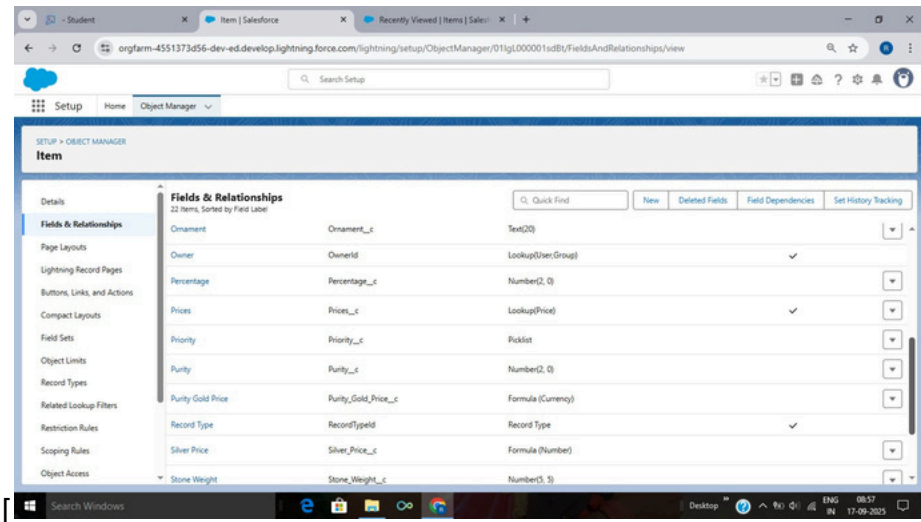 - Student
Item | Salesforce
Recently Viewed | Items | Salesf
orgfarm-4551373d56-dev-ed.develop.lightning.force.com/lightning/setup/ObjectManager/01IgL000001sdBt/FieldsAndRelationships/view
Search Setup
Setup Home Object Manager
SETUP > OBJECT MANAGER
Item
Details
Fields & Relationships
Page Layouts
Lightning Record Pages
Buttons, Links, and Actions
Compact Layouts
Field Sets
Object Limits
Record Types
Related Lookup Filters
Restriction Rules
Scoping Rules
Object Access
Fields & Relationships
22 Items, Sorted by Field Label
Quick Find New Deleted Fields Field Dependencies Set History Tracking
Ornament Ornament__c Text(20)
Owner OwnerId Lookup(User,Group)
Percentage Percentage__c Number(2, 0)
Prices Prices__c Lookup(Price)
Priority Priority__c Picklist
Purity Purity__c Number(2, 0)
Purity Gold Price Purity_Gold_Price__c Formula (Currency)
Record Type RecordTypeId Record Type
Silver Price Silver_Price__c Formula (Number)
Stone Weight Stone_Weight__c Number(5, 5)
[
Search Windows
Desktop
ENG 08:57
IN 17-09-2025